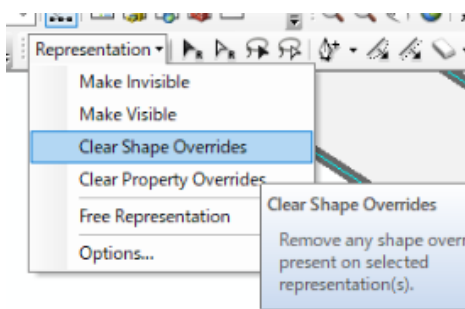 Representation
Make Invisible
Make Visible
Clear Shape Overrides
Clear Property Overrides
Free Representation
Options...
Clear Shape Overrides
Remove any shape
present on selected
representation(s).